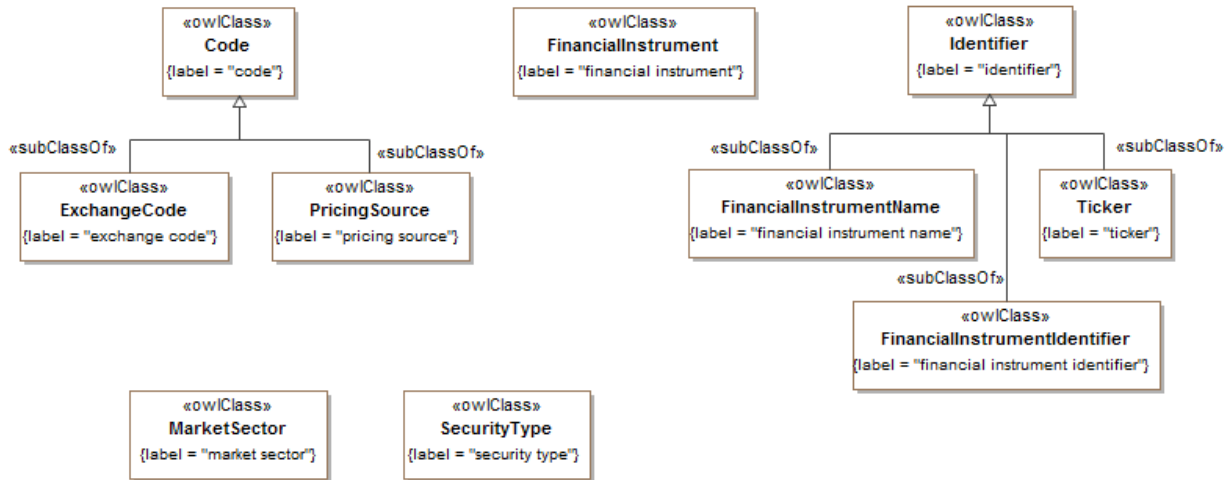 «owlClass»
Code
{label = "code"}
«owlClass»
FinancialInstrument
{label = "financial instrument"}
«owlClass»
Identifier
{label = "identifier"}
«subClassOf»
«subClassOf»
«subClassOf»
«subClassOf»
«owlClass»
ExchangeCode
{label = "exchange code"}
«owlClass»
PricingSource
{label = "pricing source"}
«owlClass»
FinancialInstrumentName
{label = "financial instrument name"}
«owlClass»
Ticker
{label = "ticker"}
«subClassOf»
«owlClass»
FinancialInstrumentIdentifier
{label = "financial instrument identifier"}
«owlClass»
MarketSector
{label = "market sector"}
«owlClass»
SecurityType
{label = "security type"}